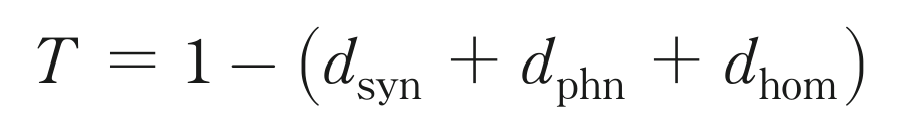 T = 1 − (d_syn + d_phn + d_hom)